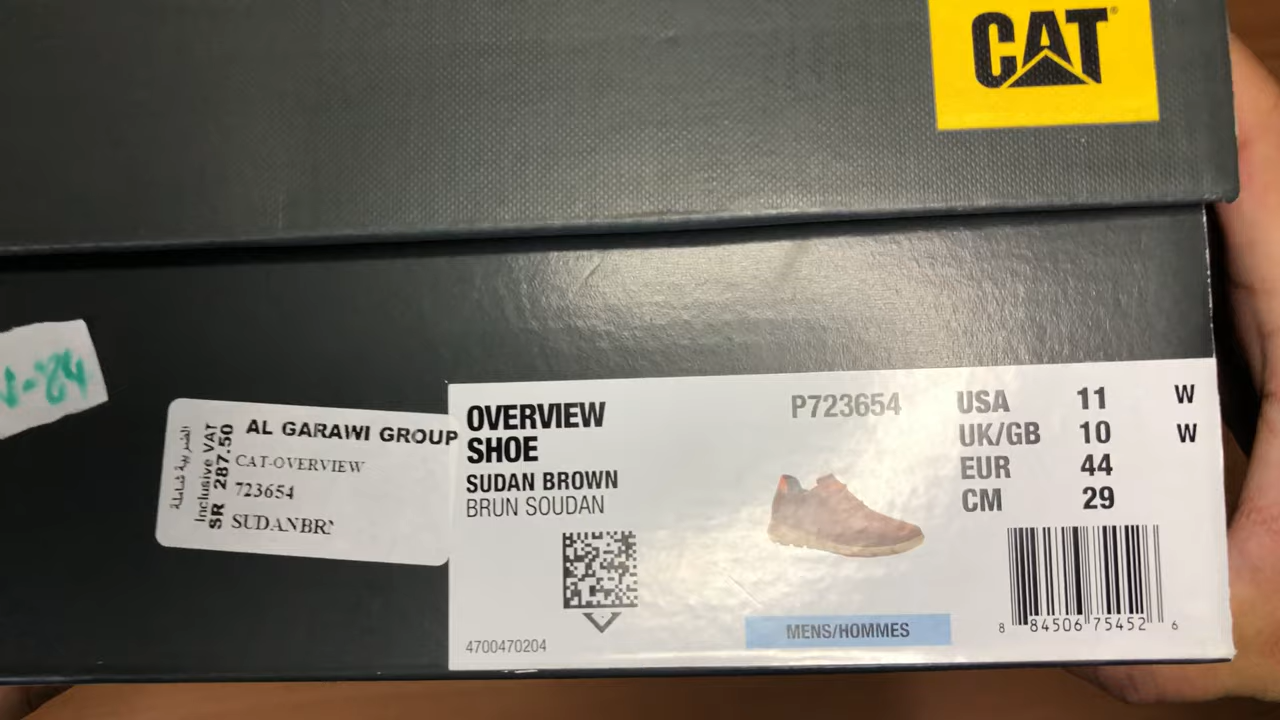 CAT
AL GARAWI GROUP
CAT-OVERVIEW
723654
SUDANBR
Inclusive VAT
SR 287.50
OVERVIEW
SHOE
SUDAN BROWN
BRUN SOUDAN
4700470204
P723654
MENS/HOMMES
USA 11 W
UK/GB 10 W
EUR 44
CM 29
8 84506 75452 6